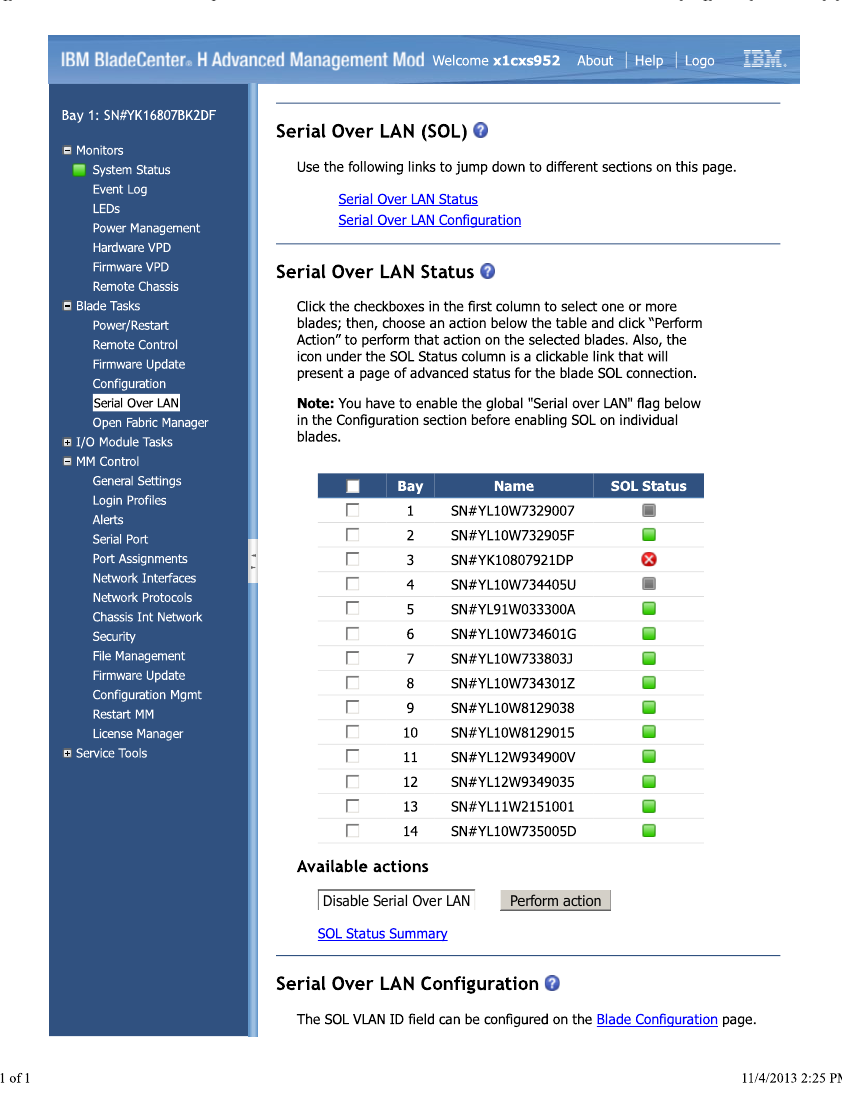 IBM BladeCenter® H Advanced Management Mod Welcome x1cxs952 About | Help | Logo IBM.
Bay 1: SN#YK16807BK2DF
Monitors
System Status
Event Log
LEDs
Power Management
Hardware VPD
Firmware VPD
Remote Chassis
Blade Tasks
Power/Restart
Remote Control
Firmware Update
Configuration
Serial Over LAN
Open Fabric Manager
I/O Module Tasks
MM Control
General Settings
Login Profiles
Alerts
Serial Port
Port Assignments
Network Interfaces
Network Protocols
Chassis Int Network
Security
File Management
Firmware Update
Configuration Mgmt
Restart MM
License Manager
Service Tools
Serial Over LAN (SOL) ?
Use the following links to jump down to different sections on this page.
Serial Over LAN Status
Serial Over LAN Configuration
Serial Over LAN Status ?
Click the checkboxes in the first column to select one or more
blades; then, choose an action below the table and click “Perform
Action” to perform that action on the selected blades. Also, the
icon under the SOL Status column is a clickable link that will
present a page of advanced status for the blade SOL connection.
Note: You have to enable the global "Serial over LAN" flag below
in the Configuration section before enabling SOL on individual
blades.
Bay Name SOL Status
1 SN#YL10W7329007
2 SN#YL10W732905F
3 SN#YK10807921DP
4 SN#YL10W734405U
5 SN#YL91W033300A
6 SN#YL10W734601G
7 SN#YL10W733803J
8 SN#YL10W734301Z
9 SN#YL10W8129038
10 SN#YL10W8129015
11 SN#YL12W934900V
12 SN#YL12W9349035
13 SN#YL11W2151001
14 SN#YL10W735005D
Available actions
Disable Serial Over LAN Perform action
SOL Status Summary
Serial Over LAN Configuration ?
The SOL VLAN ID field can be configured on the Blade Configuration page.
1 of 1 11/4/2013 2:25 PM